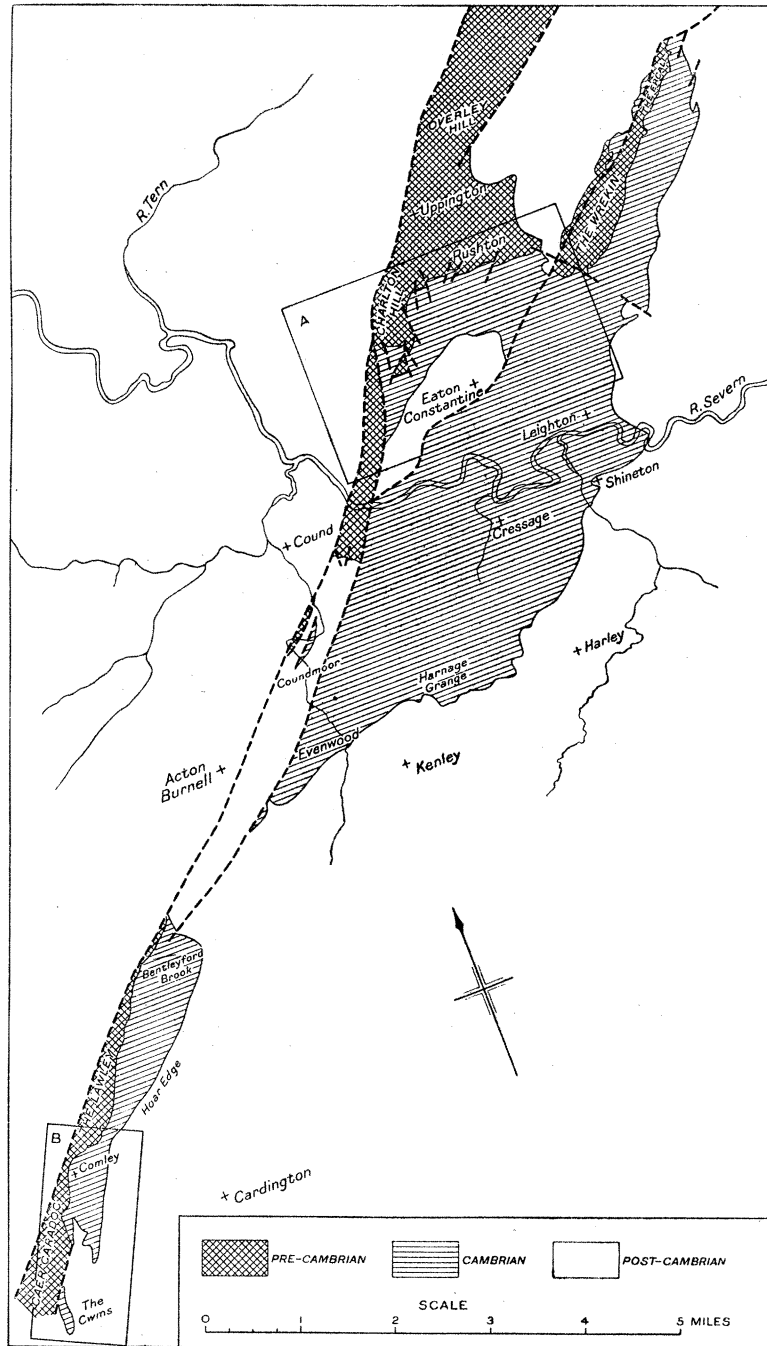 OVERLEY
HILL
THE ERCALL
R. Tern
+Uppington
THE WREKIN
Rushton
CHARLTON
HILL
A
Eaton +
Constantine
R. Severn
Leighton +
+ Shineton
+ Cressage
+ Cound
+ Harley
Coundmoor
Harnage
Grange
Evenwood
+ Kenley
Acton
Burnell +
Bentleyford
Brook
THE LAWLEY
Hoar Edge
B
+ Comley
+ Cardington
CAER CARADOC
The
Cwms
PRE-CAMBRIAN
CAMBRIAN
POST-CAMBRIAN
SCALE
0 1 2 3 4 5 MILES